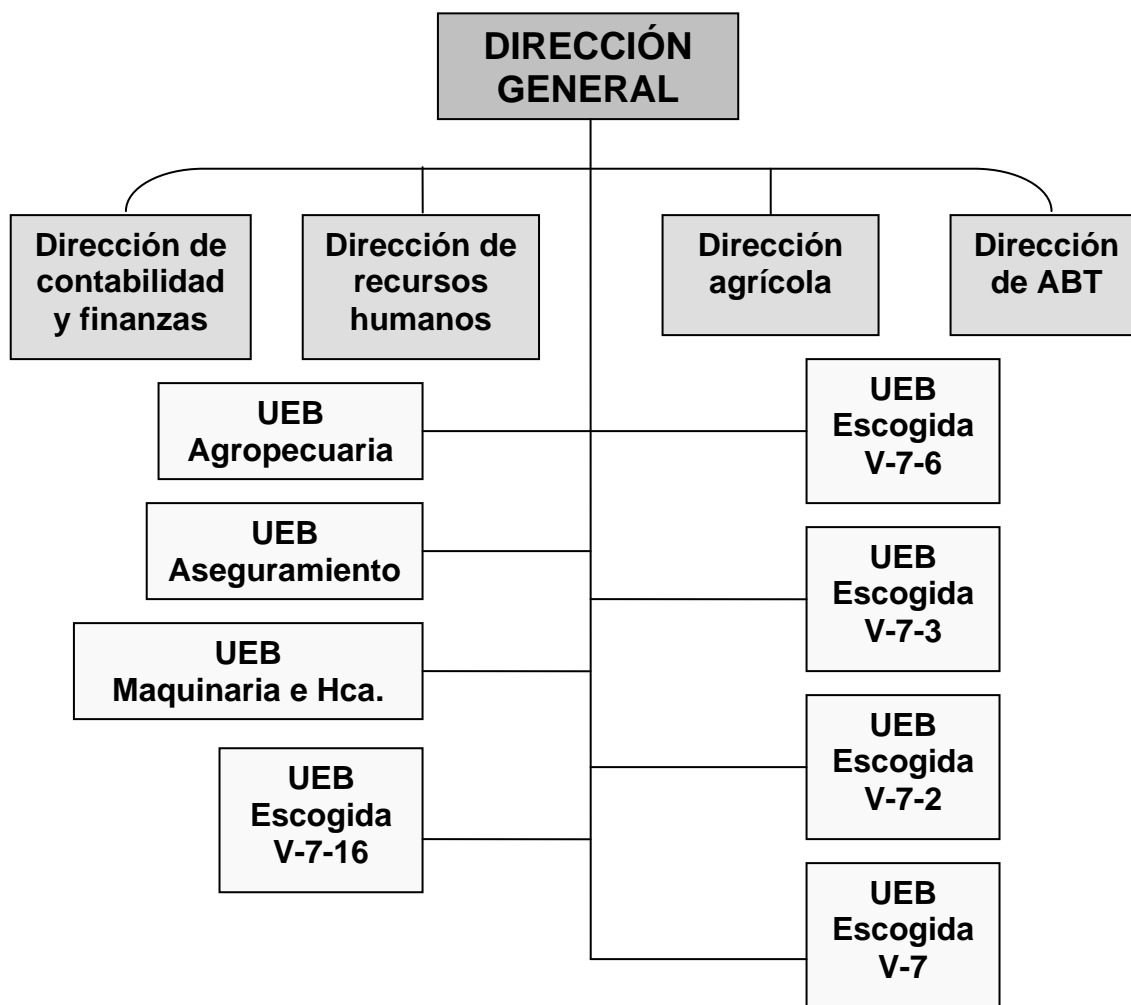 DIRECCIÓN
GENERAL
Dirección de
contabilidad
y finanzas
Dirección de
recursos
humanos
Dirección
agrícola
Dirección
de ABT
UEB
Agropecuaria
UEB
Escogida
V-7-6
UEB
Aseguramiento
UEB
Escogida
V-7-3
UEB
Maquinaria e Hca.
UEB
Escogida
V-7-2
UEB
Escogida
V-7-16
UEB
Escogida
V-7